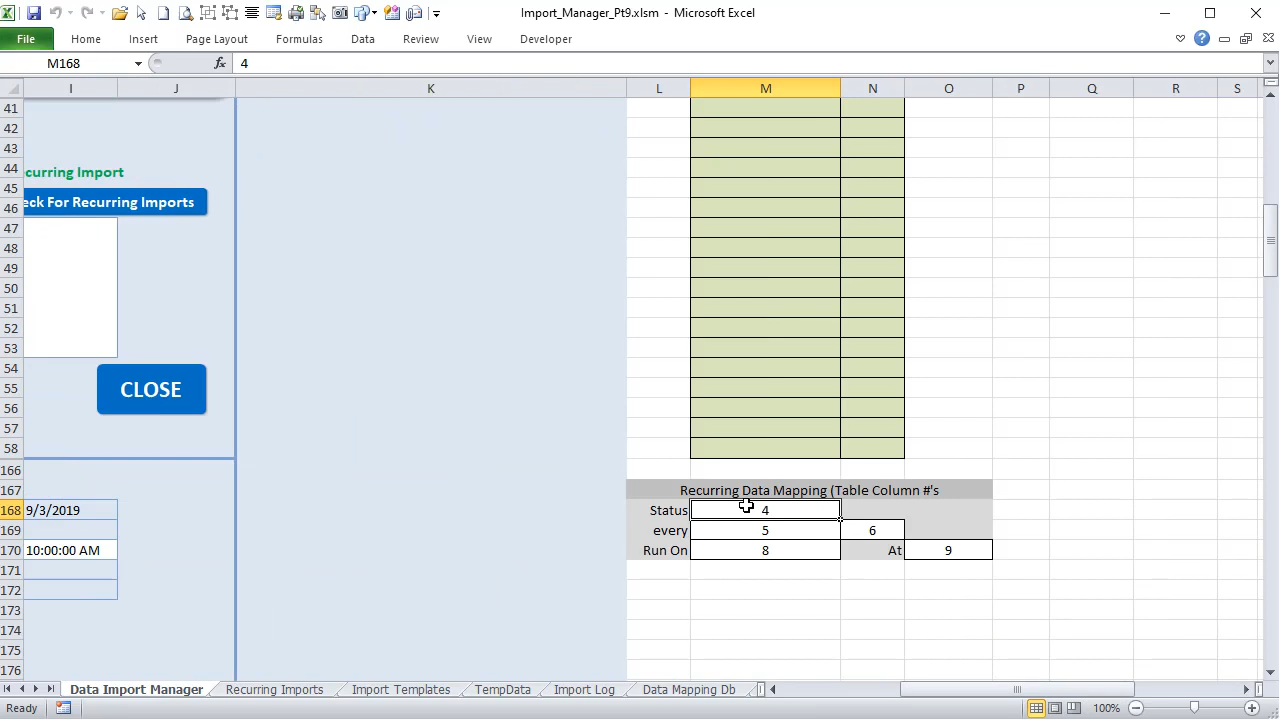 Import_Manager_Pt9.xlsm - Microsoft Excel
File Home Insert Page Layout Formulas Data Review View Developer
M168 fx 4
I J K L M N O P Q R S
41
42
43
44 curring Import
45
46 eck For Recurring Imports
47
48
49
50
51
52
53
54
55 CLOSE
56
57
58
166
167 Recurring Data Mapping (Table Column #'s
168 9/3/2019 Status 4
169 every 5 6
170 10:00:00 AM Run On 8 At 9
171
172
173
174
175
176
Data Import Manager Recurring Imports Import Templates TempData Import Log Data Mapping Db
Ready 100%